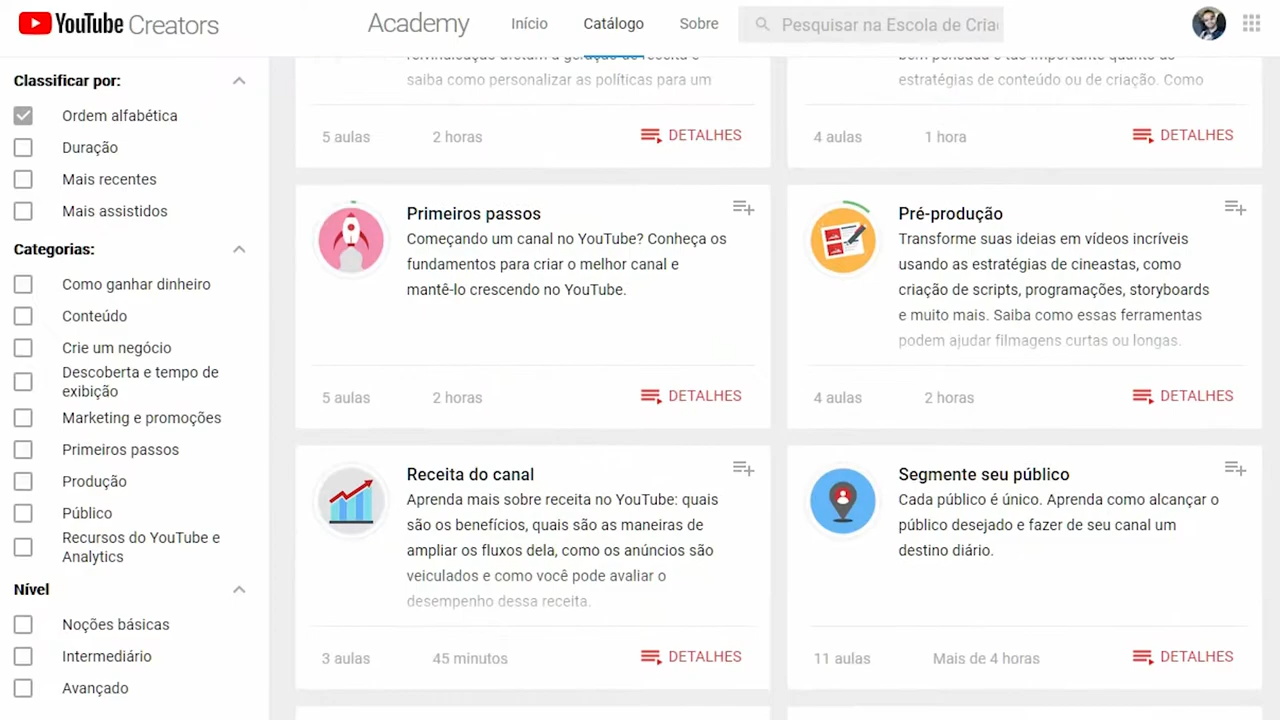 YouTube Creators
Academy
Início
Catálogo
Sobre
Pesquisar na Escola de Cria
Classificar por:
Ordem alfabética
Duração
Mais recentes
Mais assistidos
Categorias:
Como ganhar dinheiro
Conteúdo
Crie um negócio
Descoberta e tempo de
exibição
Marketing e promoções
Primeiros passos
Produção
Público
Recursos do YouTube e
Analytics
Nível
Noções básicas
Intermediário
Avançado
saiba como personalizar as políticas para um
5 aulas
2 horas
DETALHES
estratégias de conteúdo ou de criação. Como
4 aulas
1 hora
DETALHES
Primeiros passos
Começando um canal no YouTube? Conheça os
fundamentos para criar o melhor canal e
mantê-lo crescendo no YouTube.
5 aulas
2 horas
DETALHES
Pré-produção
Transforme suas ideias em vídeos incríveis
usando as estratégias de cineastas, como
criação de scripts, programações, storyboards
e muito mais. Saiba como essas ferramentas
podem ajudar filmagens curtas ou longas.
4 aulas
2 horas
DETALHES
Receita do canal
Aprenda mais sobre receita no YouTube: quais
são os benefícios, quais são as maneiras de
ampliar os fluxos dela, como os anúncios são
veiculados e como você pode avaliar o
desempenho dessa receita.
3 aulas
45 minutos
DETALHES
Segmente seu público
Cada público é único. Aprenda como alcançar o
público desejado e fazer de seu canal um
destino diário.
11 aulas
Mais de 4 horas
DETALHES